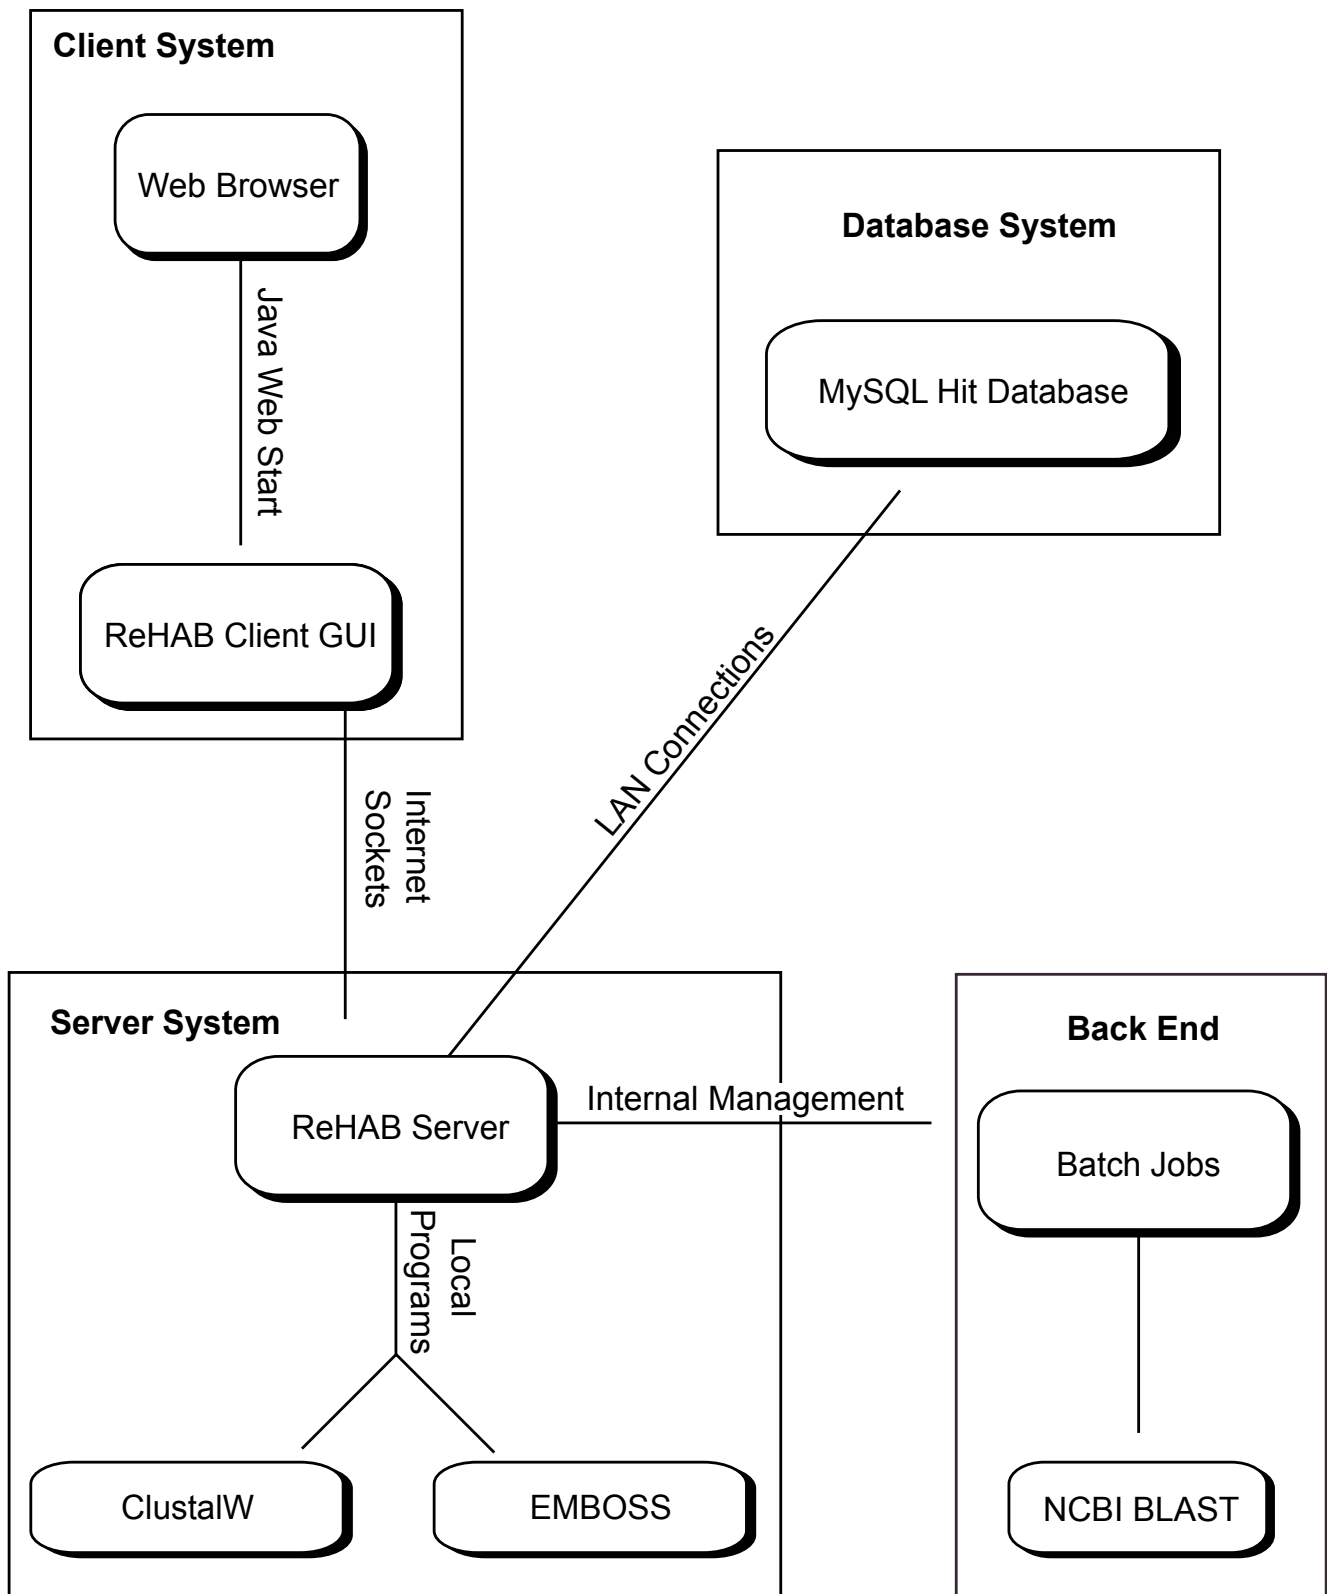 Client System
Web Browser
Java Web Start
ReHAB Client GUI
Internet
Sockets
Database System
MySQL Hit Database
LAN Connections
Server System
ReHAB Server
Internal Management
Local
Programs
ClustalW
EMBOSS
Back End
Batch Jobs
NCBI BLAST